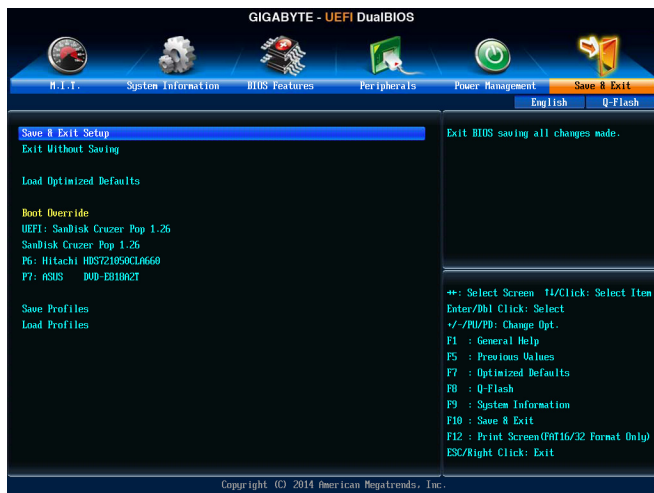 GIGABYTE - UEFI DualBIOS
M.I.T. System Information BIOS Features Peripherals Power Management Save & Exit
English Q-Flash
Save & Exit Setup
Exit Without Saving
Load Optimized Defaults
Boot Override
UEFI: SanDisk Cruzer Pop 1.26
SanDisk Cruzer Pop 1.26
P6: Hitachi HDS721050CLA660
P7: ASUS DVD-E818A2T
Save Profiles
Load Profiles
Exit BIOS saving all changes made.
↔: Select Screen ↑↓/Click: Select Item
Enter/Dbl Click: Select
+/-/PU/PD: Change Opt.
F1 : General Help
F5 : Previous Values
F7 : Optimized Defaults
F8 : Q-Flash
F9 : System Information
F10 : Save & Exit
F12 : Print Screen(FAT16/32 Format Only)
ESC/Right Click: Exit
Copyright (C) 2014 American Megatrends, Inc.